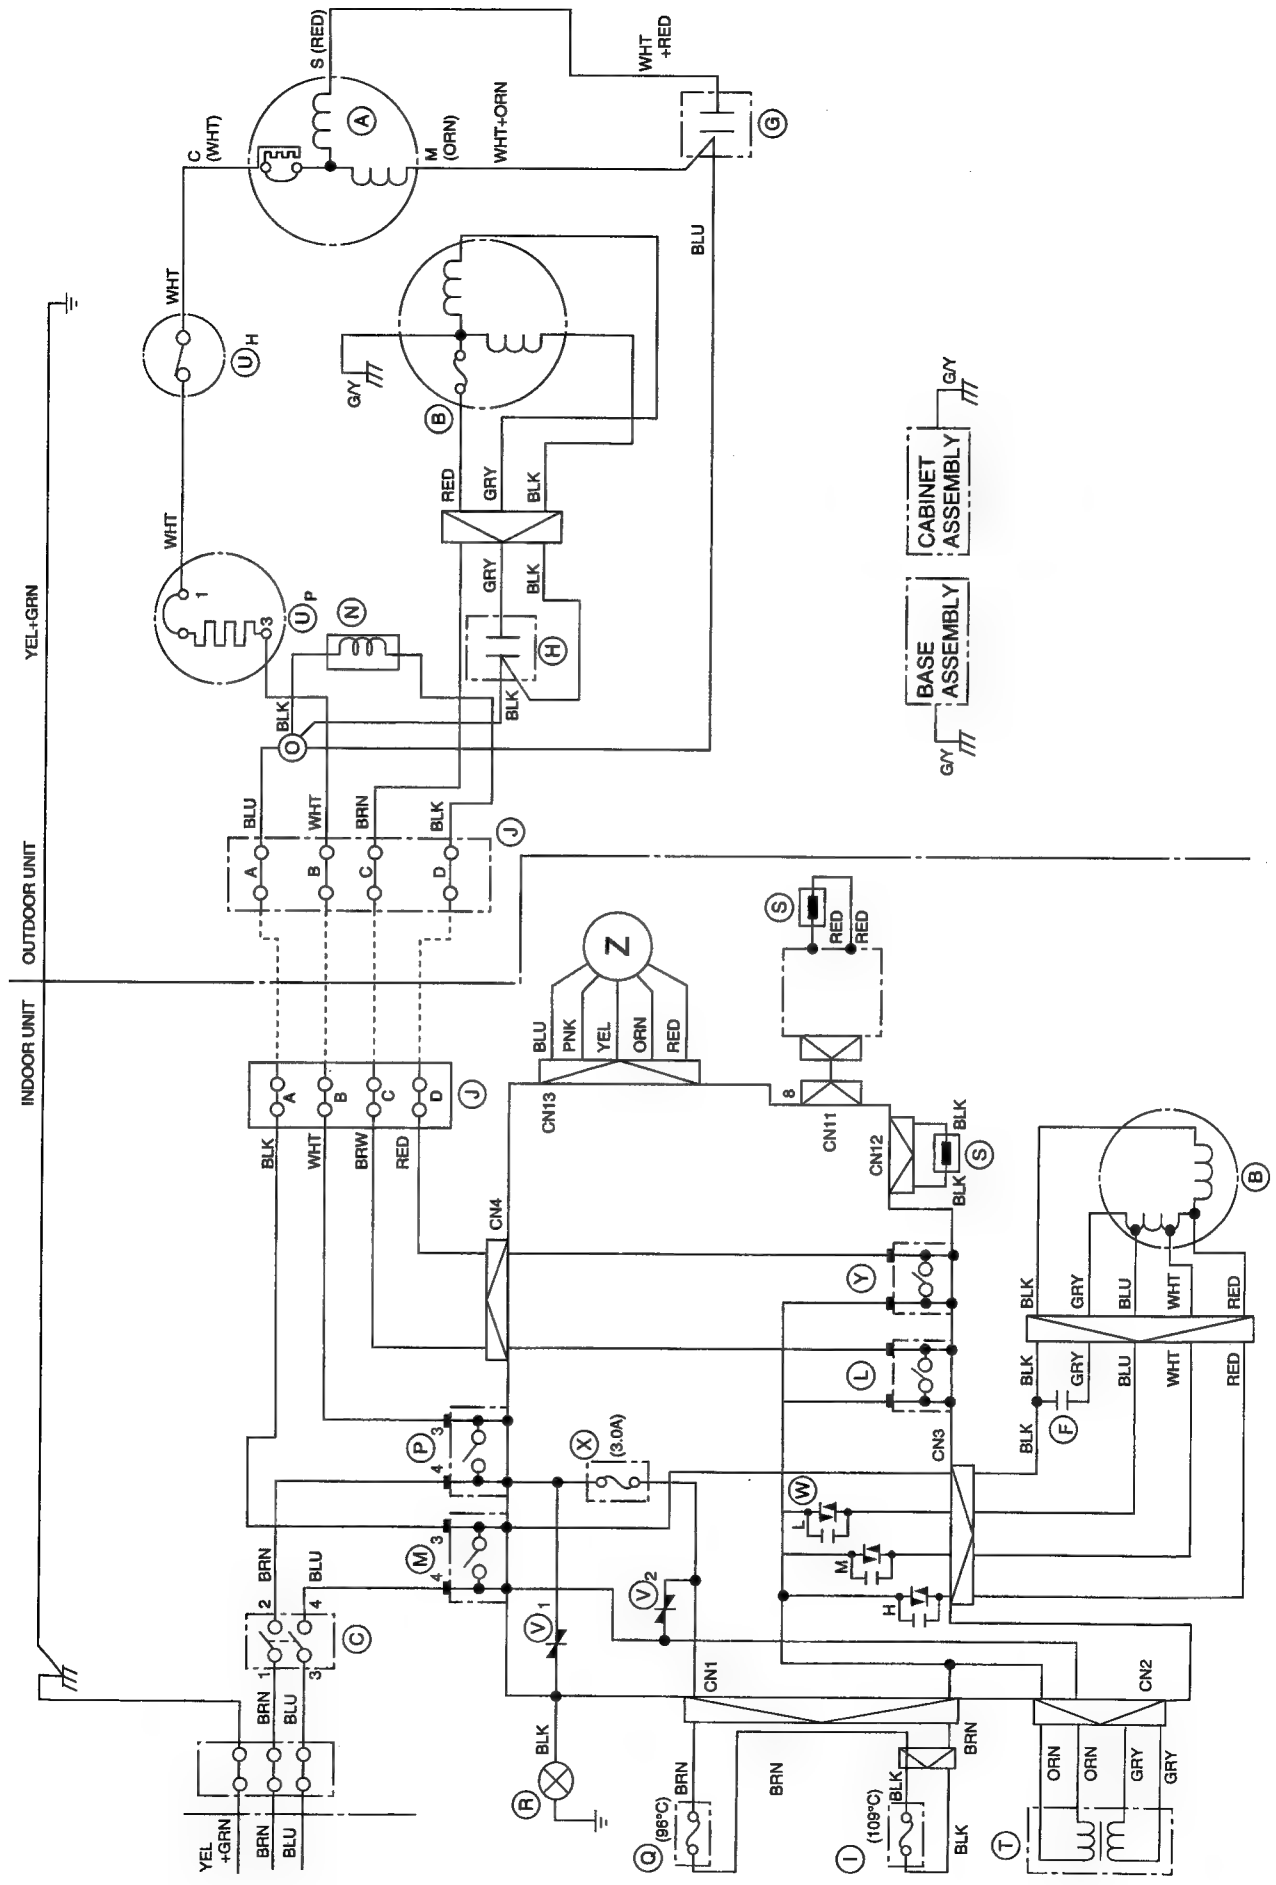 INDOOR UNIT
OUTDOOR UNIT
YEL+GRN
YEL
+GRN
BRN
BLU
BRN
BLU
1
3
2
4
C
BRN
BLU
M
4
3
P
4
3
BLK
WHT
BRW
RED
A
B
C
D
J
A
B
C
D
J
BLU
WHT
BRN
BLK
BLK
N
3
1
U P
WHT
U H
WHT
C
(WHT)
S (RED)
A
M
(ORN)
WHT+ORN
WHT
+RED
G
BLU
B
G/Y
RED
GRY
BLK
GRY
BLK
H
BLK
CABINET
ASSEMBLY
G/Y
BASE
ASSEMBLY
G/Y
CN4
CN13
BLU
PNK
YEL
ORN
RED
Z
S
RED
RED
8
CN11
CN12
BLK
BLK
S
Y
L
X
(3.0A)
V 1
V 2
R
BLK
CN1
CN3
W
L
M
H
BLK
F
BLK
GRY
BLU
WHT
RED
BLK
GRY
BLU
WHT
RED
B
Q
(96°C)
BRN
BRN
I
(109°C)
BLK
BLK
BRN
CN2
T
ORN
ORN
GRY
GRY